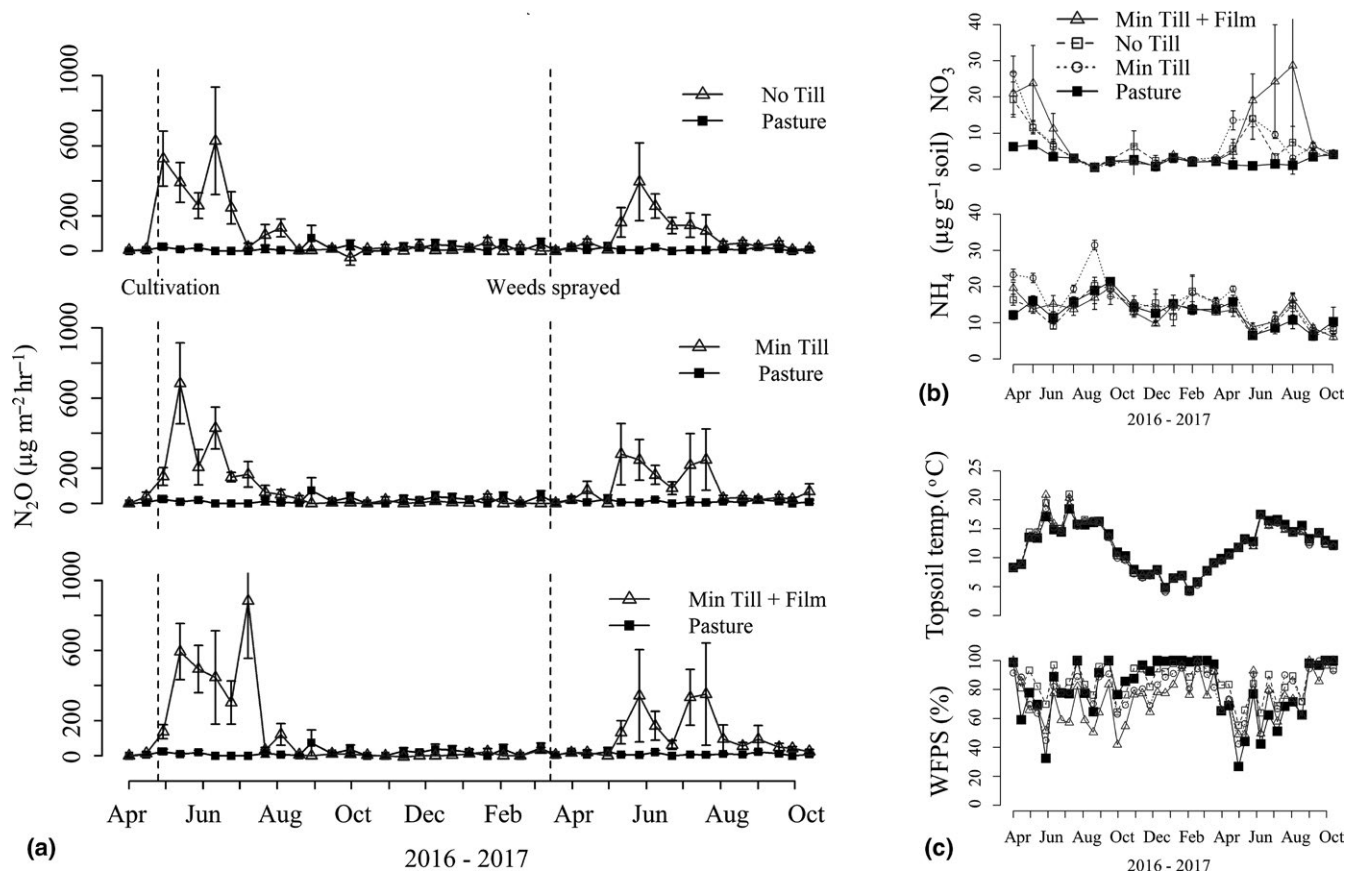 1000
600
200
0
No Till
Pasture
Cultivation
Weeds sprayed
1000
600
200
0
Min Till
Pasture
N₂O (µg m⁻² hr⁻¹)
1000
600
200
0
Min Till + Film
Pasture
Apr Jun Aug Oct Dec Feb Apr Jun Aug Oct
2016 - 2017
(a)
40
30
20
10
0
Min Till + Film
No Till
Min Till
Pasture
NH₄ (µg g⁻¹ soil) NO₃
40
30
20
10
0
Apr Jun Aug Oct Dec Feb Apr Jun Aug Oct
2016 - 2017
(b)
Topsoil temp.(°C)
25
20
15
10
5
0
WFPS (%)
100
80
60
40
20
0
Apr Jun Aug Oct Dec Feb Apr Jun Aug Oct
2016 - 2017
(c)